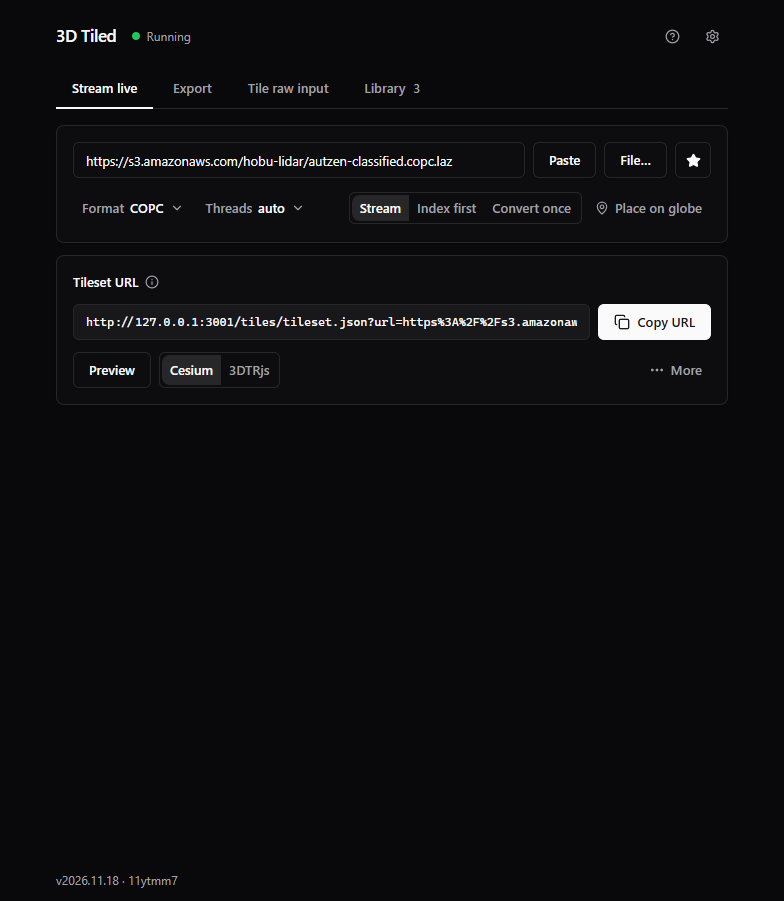 3D Tiled Running
Stream live Export Tile raw input Library 3
https://s3.amazonaws.com/hobu-lidar/autzen-classified.copc.laz Paste File...
Format COPC Threads auto Stream Index first Convert once Place on globe
Tileset URL
http://127.0.0.1:3001/tiles/tileset.json?url=https%3A%2F%2Fs3.amazonaw Copy URL
Preview Cesium 3DTRjs ··· More
v2026.11.18 · 11ytmm7